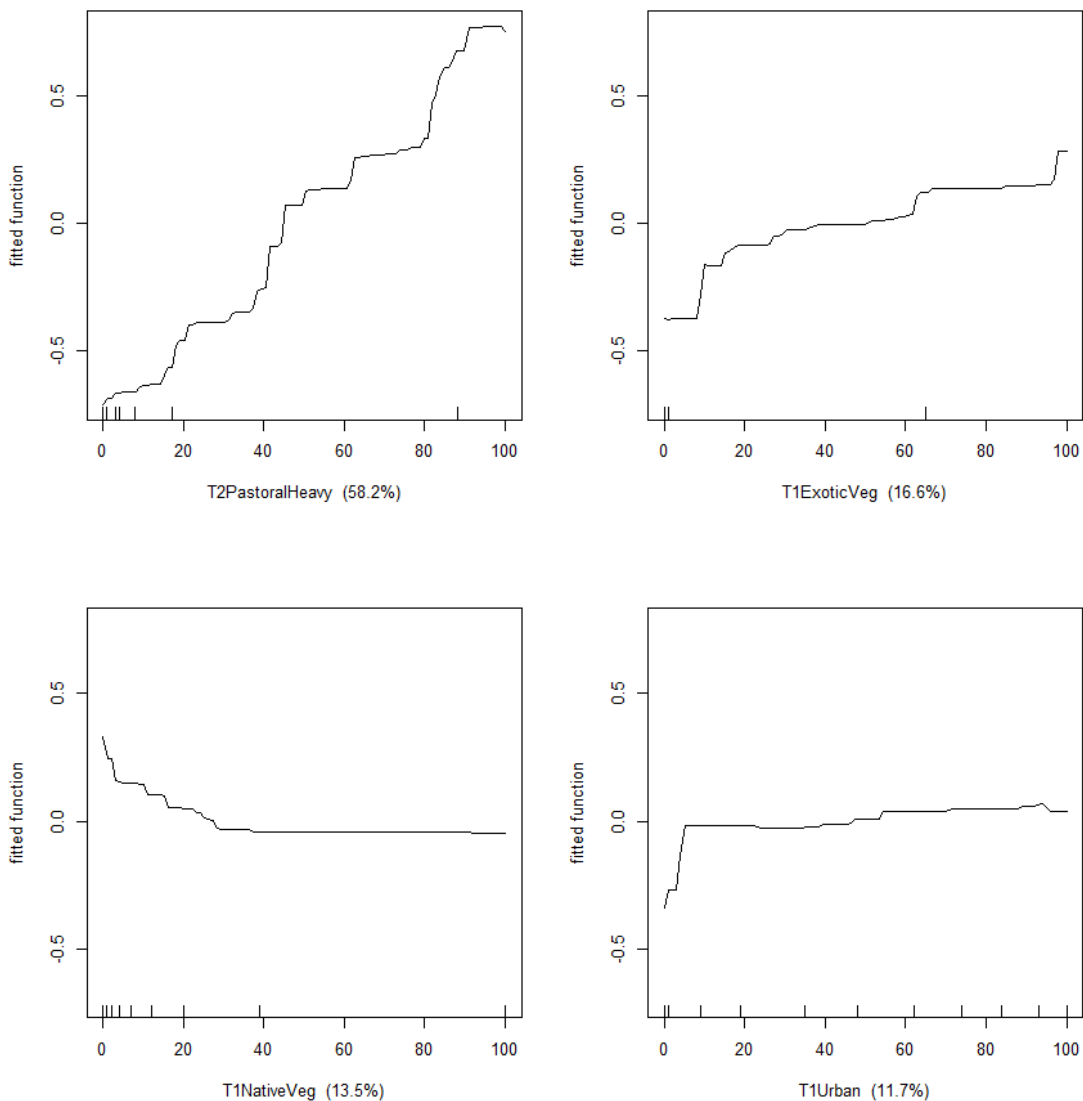 fitted function
0.5
0.0
-0.5
0 20 40 60 80 100
T2PastoralHeavy (58.2%)
fitted function
0.5
0.0
-0.5
0 20 40 60 80 100
T1ExoticVeg (16.6%)
fitted function
0.5
0.0
-0.5
0 20 40 60 80 100
T1NativeVeg (13.5%)
fitted function
0.5
0.0
-0.5
0 20 40 60 80 100
T1Urban (11.7%)